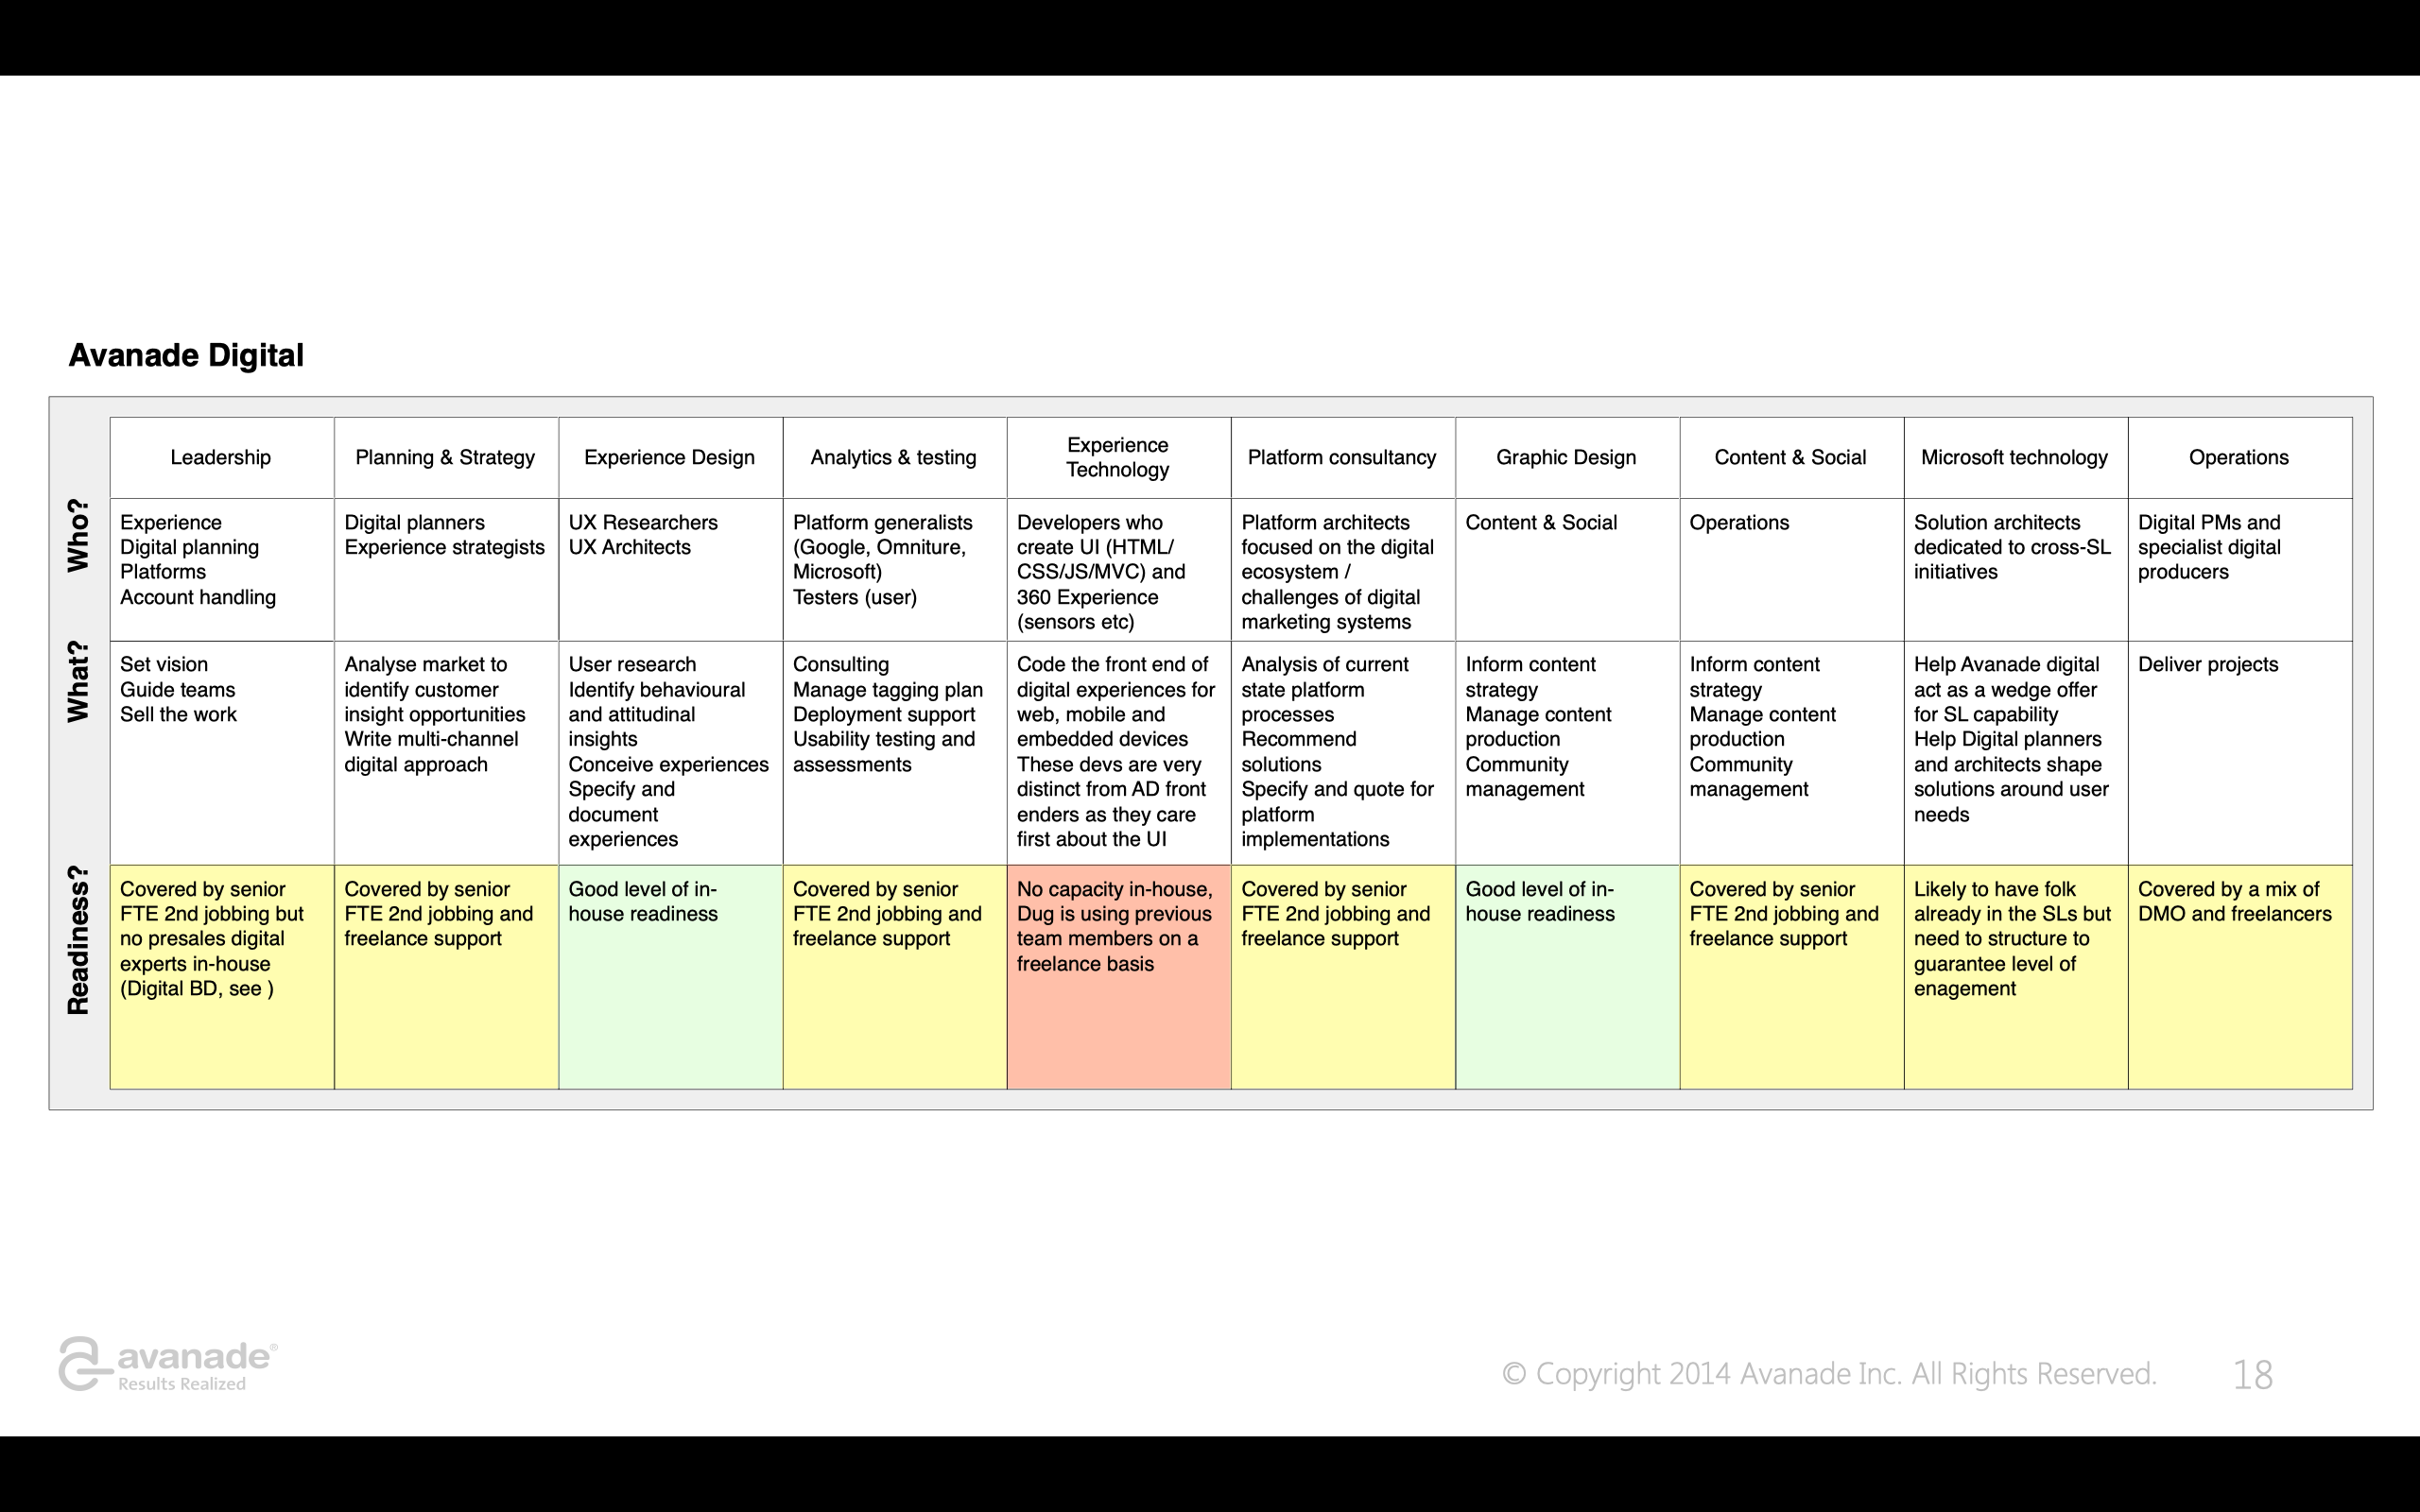 Avanade Digital
Leadership
Planning & Strategy
Experience Design
Analytics & testing
Experience
Technology
Platform consultancy
Graphic Design
Content & Social
Microsoft technology
Operations
Who?
Experience
Digital planning
Platforms
Account handling
Digital planners
Experience strategists
UX Researchers
UX Architects
Platform generalists
(Google, Omniture,
Microsoft)
Testers (user)
Developers who
create UI (HTML/
CSS/JS/MVC) and
360 Experience
(sensors etc)
Platform architects
focused on the digital
ecosystem /
challenges of digital
marketing systems
Content & Social
Operations
Solution architects
dedicated to cross-SL
initiatives
Digital PMs and
specialist digital
producers
What?
Set vision
Guide teams
Sell the work
Analyse market to
identify customer
insight opportunities
Write multi-channel
digital approach
User research
Identify behavioural
and attitudinal
insights
Conceive experiences
Specify and
document
experiences
Consulting
Manage tagging plan
Deployment support
Usability testing and
assessments
Code the front end of
digital experiences for
web, mobile and
embedded devices
These devs are very
distinct from AD front
enders as they care
first about the UI
Analysis of current
state platform
processes
Recommend
solutions
Specify and quote for
platform
implementations
Inform content
strategy
Manage content
production
Community
management
Inform content
strategy
Manage content
production
Community
management
Help Avanade digital
act as a wedge offer
for SL capability
Help Digital planners
and architects shape
solutions around user
needs
Deliver projects
Readiness?
Covered by senior
FTE 2nd jobbing but
no presales digital
experts in-house
(Digital BD, see )
Covered by senior
FTE 2nd jobbing and
freelance support
Good level of in-
house readiness
Covered by senior
FTE 2nd jobbing and
freelance support
No capacity in-house,
Dug is using previous
team members on a
freelance basis
Covered by senior
FTE 2nd jobbing and
freelance support
Good level of in-
house readiness
Covered by senior
FTE 2nd jobbing and
freelance support
Likely to have folk
already in the SLs but
need to structure to
guarantee level of
enagement
Covered by a mix of
DMO and freelancers
avanade®
Results Realized
© Copyright 2014 Avanade Inc. All Rights Reserved.
18